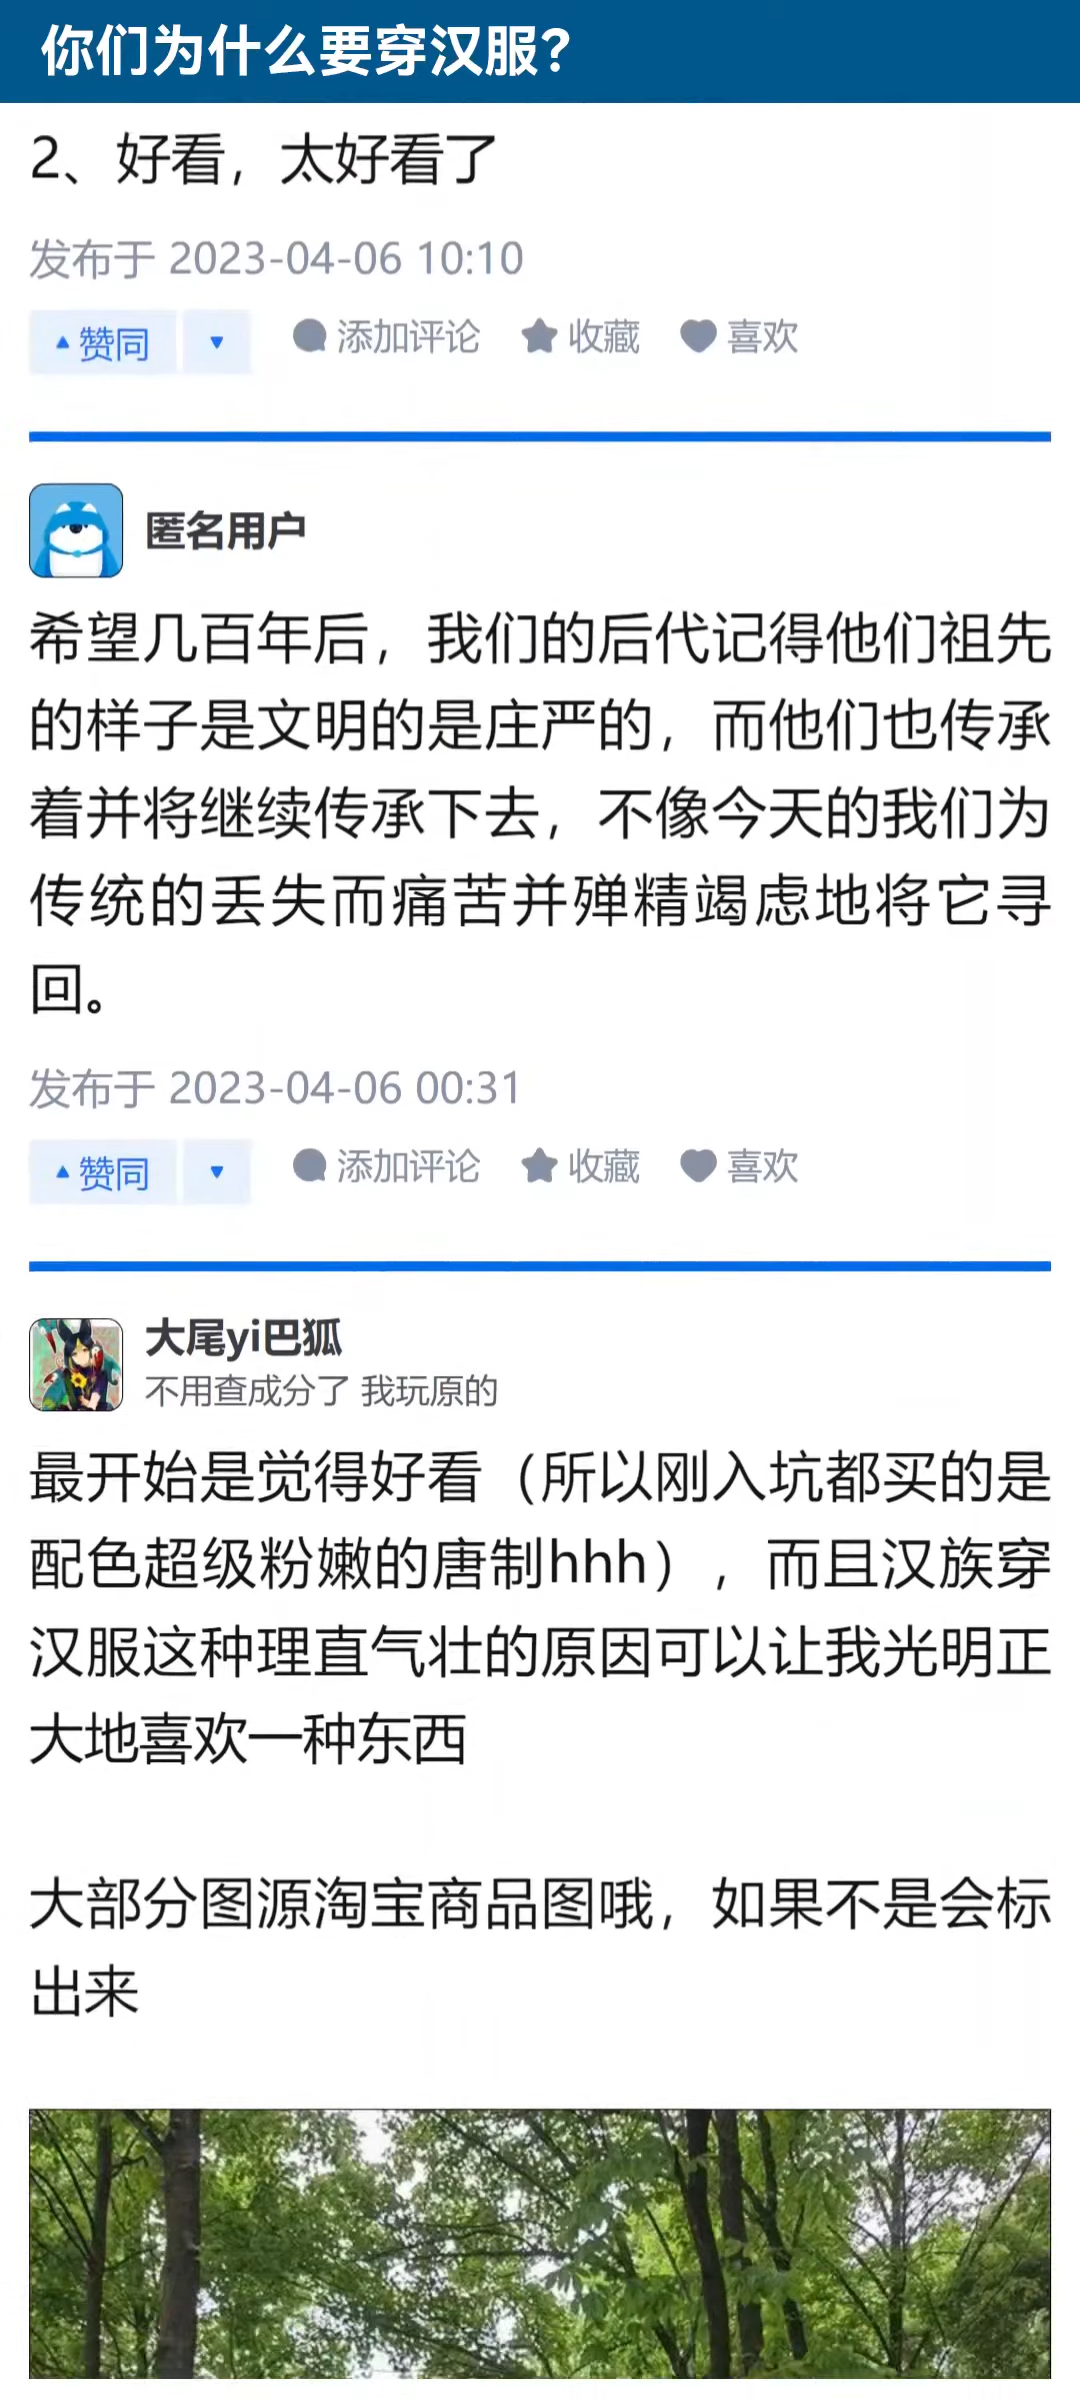 你们为什么要穿汉服?
2、好看，太好看了
发布于 2023-04-06 10:10
赞同 添加评论 收藏 喜欢
匿名用户
希望几百年后，我们的后代记得他们祖先
的样子是文明的是庄严的，而他们也传承
着并将继续传承下去，不像今天的我们为
传统的丢失而痛苦并殚精竭虑地将它寻
回。
发布于 2023-04-06 00:31
赞同 添加评论 收藏 喜欢
大尾yi巴狐
不用查成分了 我玩原的
最开始是觉得好看（所以刚入坑都买的是
配色超级粉嫩的唐制hhh），而且汉族穿
汉服这种理直气壮的原因可以让我光明正
大地喜欢一种东西
大部分图源淘宝商品图哦，如果不是会标
出来